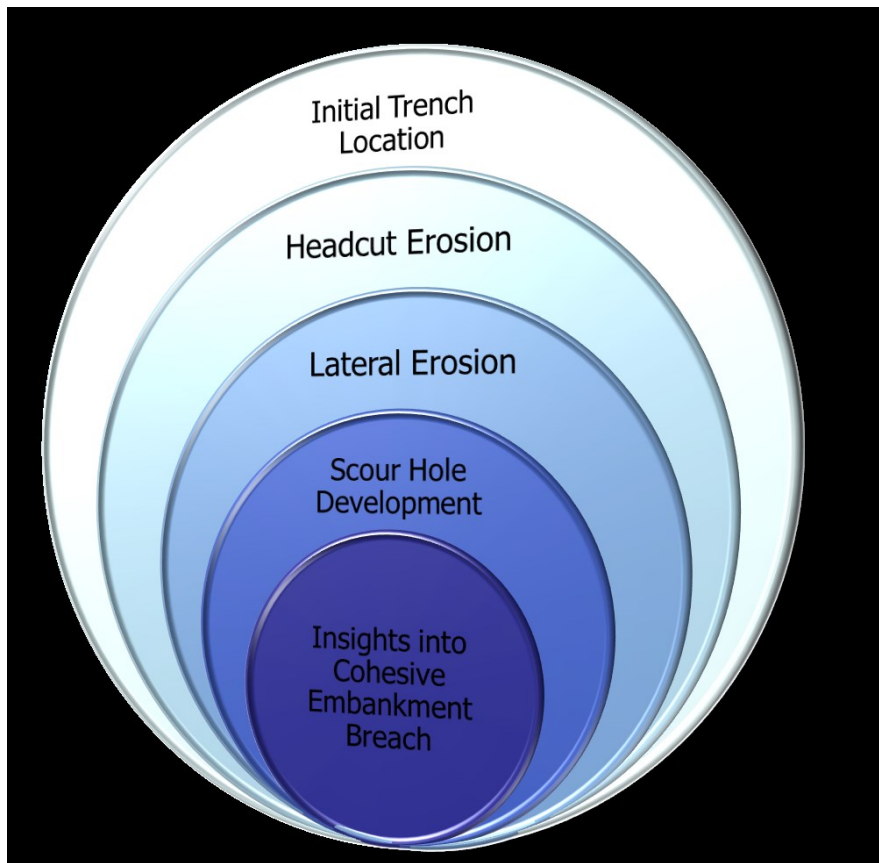 Initial Trench
Location
Headcut Erosion
Lateral Erosion
Scour Hole
Development
Insights into
Cohesive
Embankment
Breach